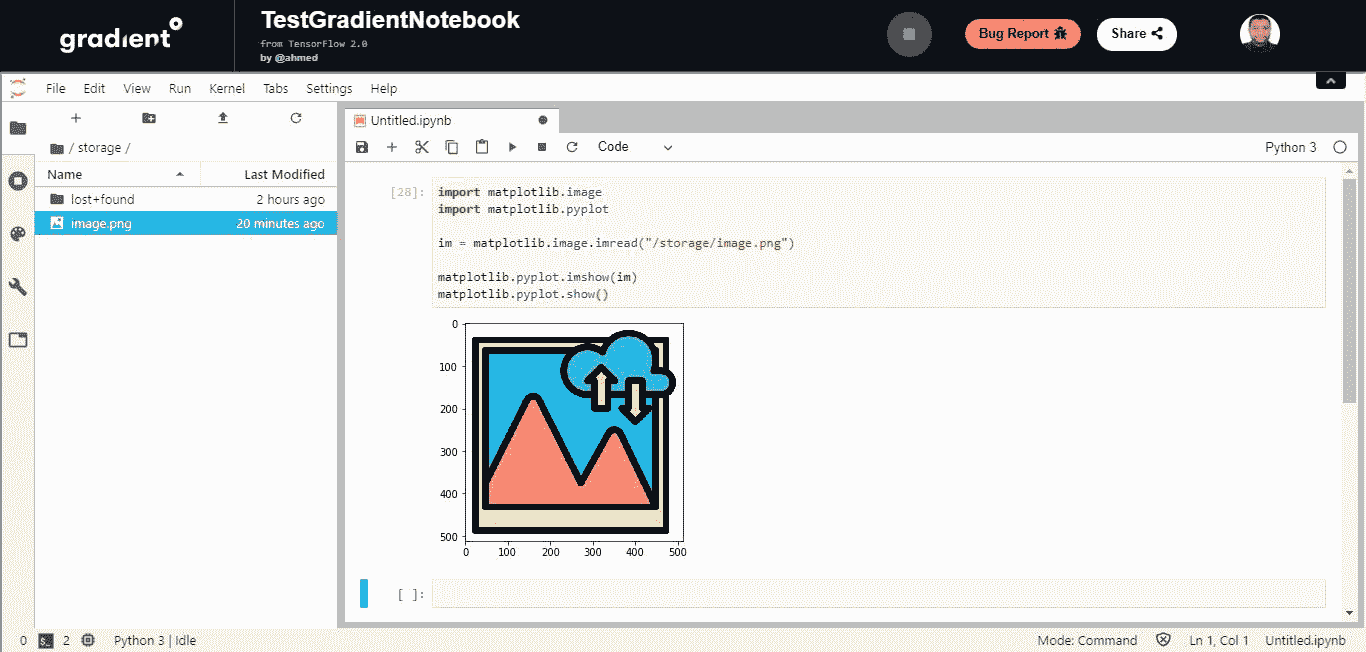 gradient
TestGradientNotebook
from TensorFlow 2.0
by @ahmed
Bug Report
Share
File Edit View Run Kernel Tabs Settings Help
/ storage /
Name Last Modified
lost+found 2 hours ago
image.png 20 minutes ago
Untitled.ipynb
Code
Python 3
[28]:
import matplotlib.image
import matplotlib.pyplot
im = matplotlib.image.imread("/storage/image.png")
matplotlib.pyplot.imshow(im)
matplotlib.pyplot.show()
0
100
200
300
400
500
0 100 200 300 400 500
[ ]:
0 2 Python 3 | Idle
Mode: Command Ln 1, Col 1 Untitled.ipynb